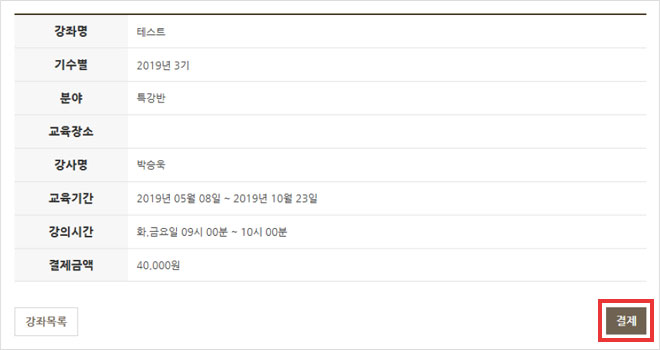 강좌명 테스트
기수별 2019년 3기
분야 특강반
교육장소
강사명 박승욱
교육기간 2019년 05월 08일 ~ 2019년 10월 23일
강의시간 화,금요일 09시 00분 ~ 10시 00분
결제금액 40,000원
강좌목록 결제